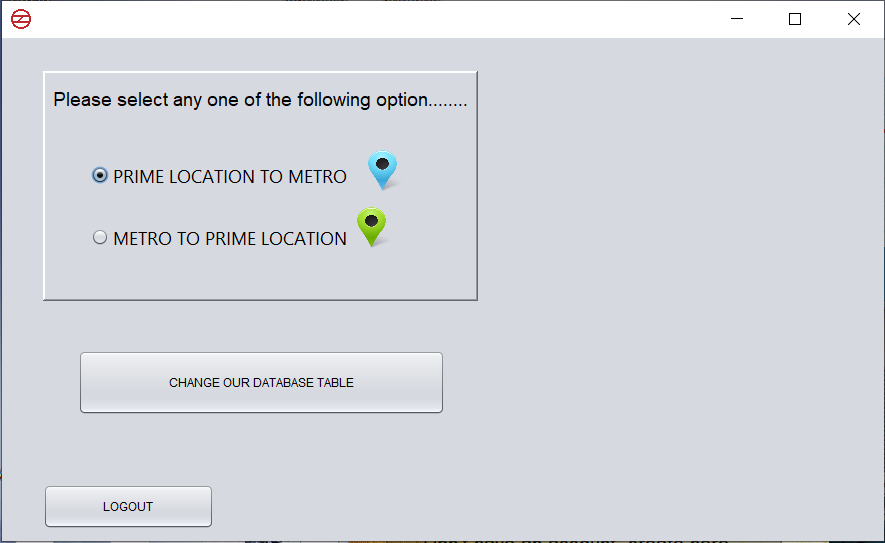 Please select any one of the following option........
PRIME LOCATION TO METRO
METRO TO PRIME LOCATION
CHANGE OUR DATABASE TABLE
LOGOUT